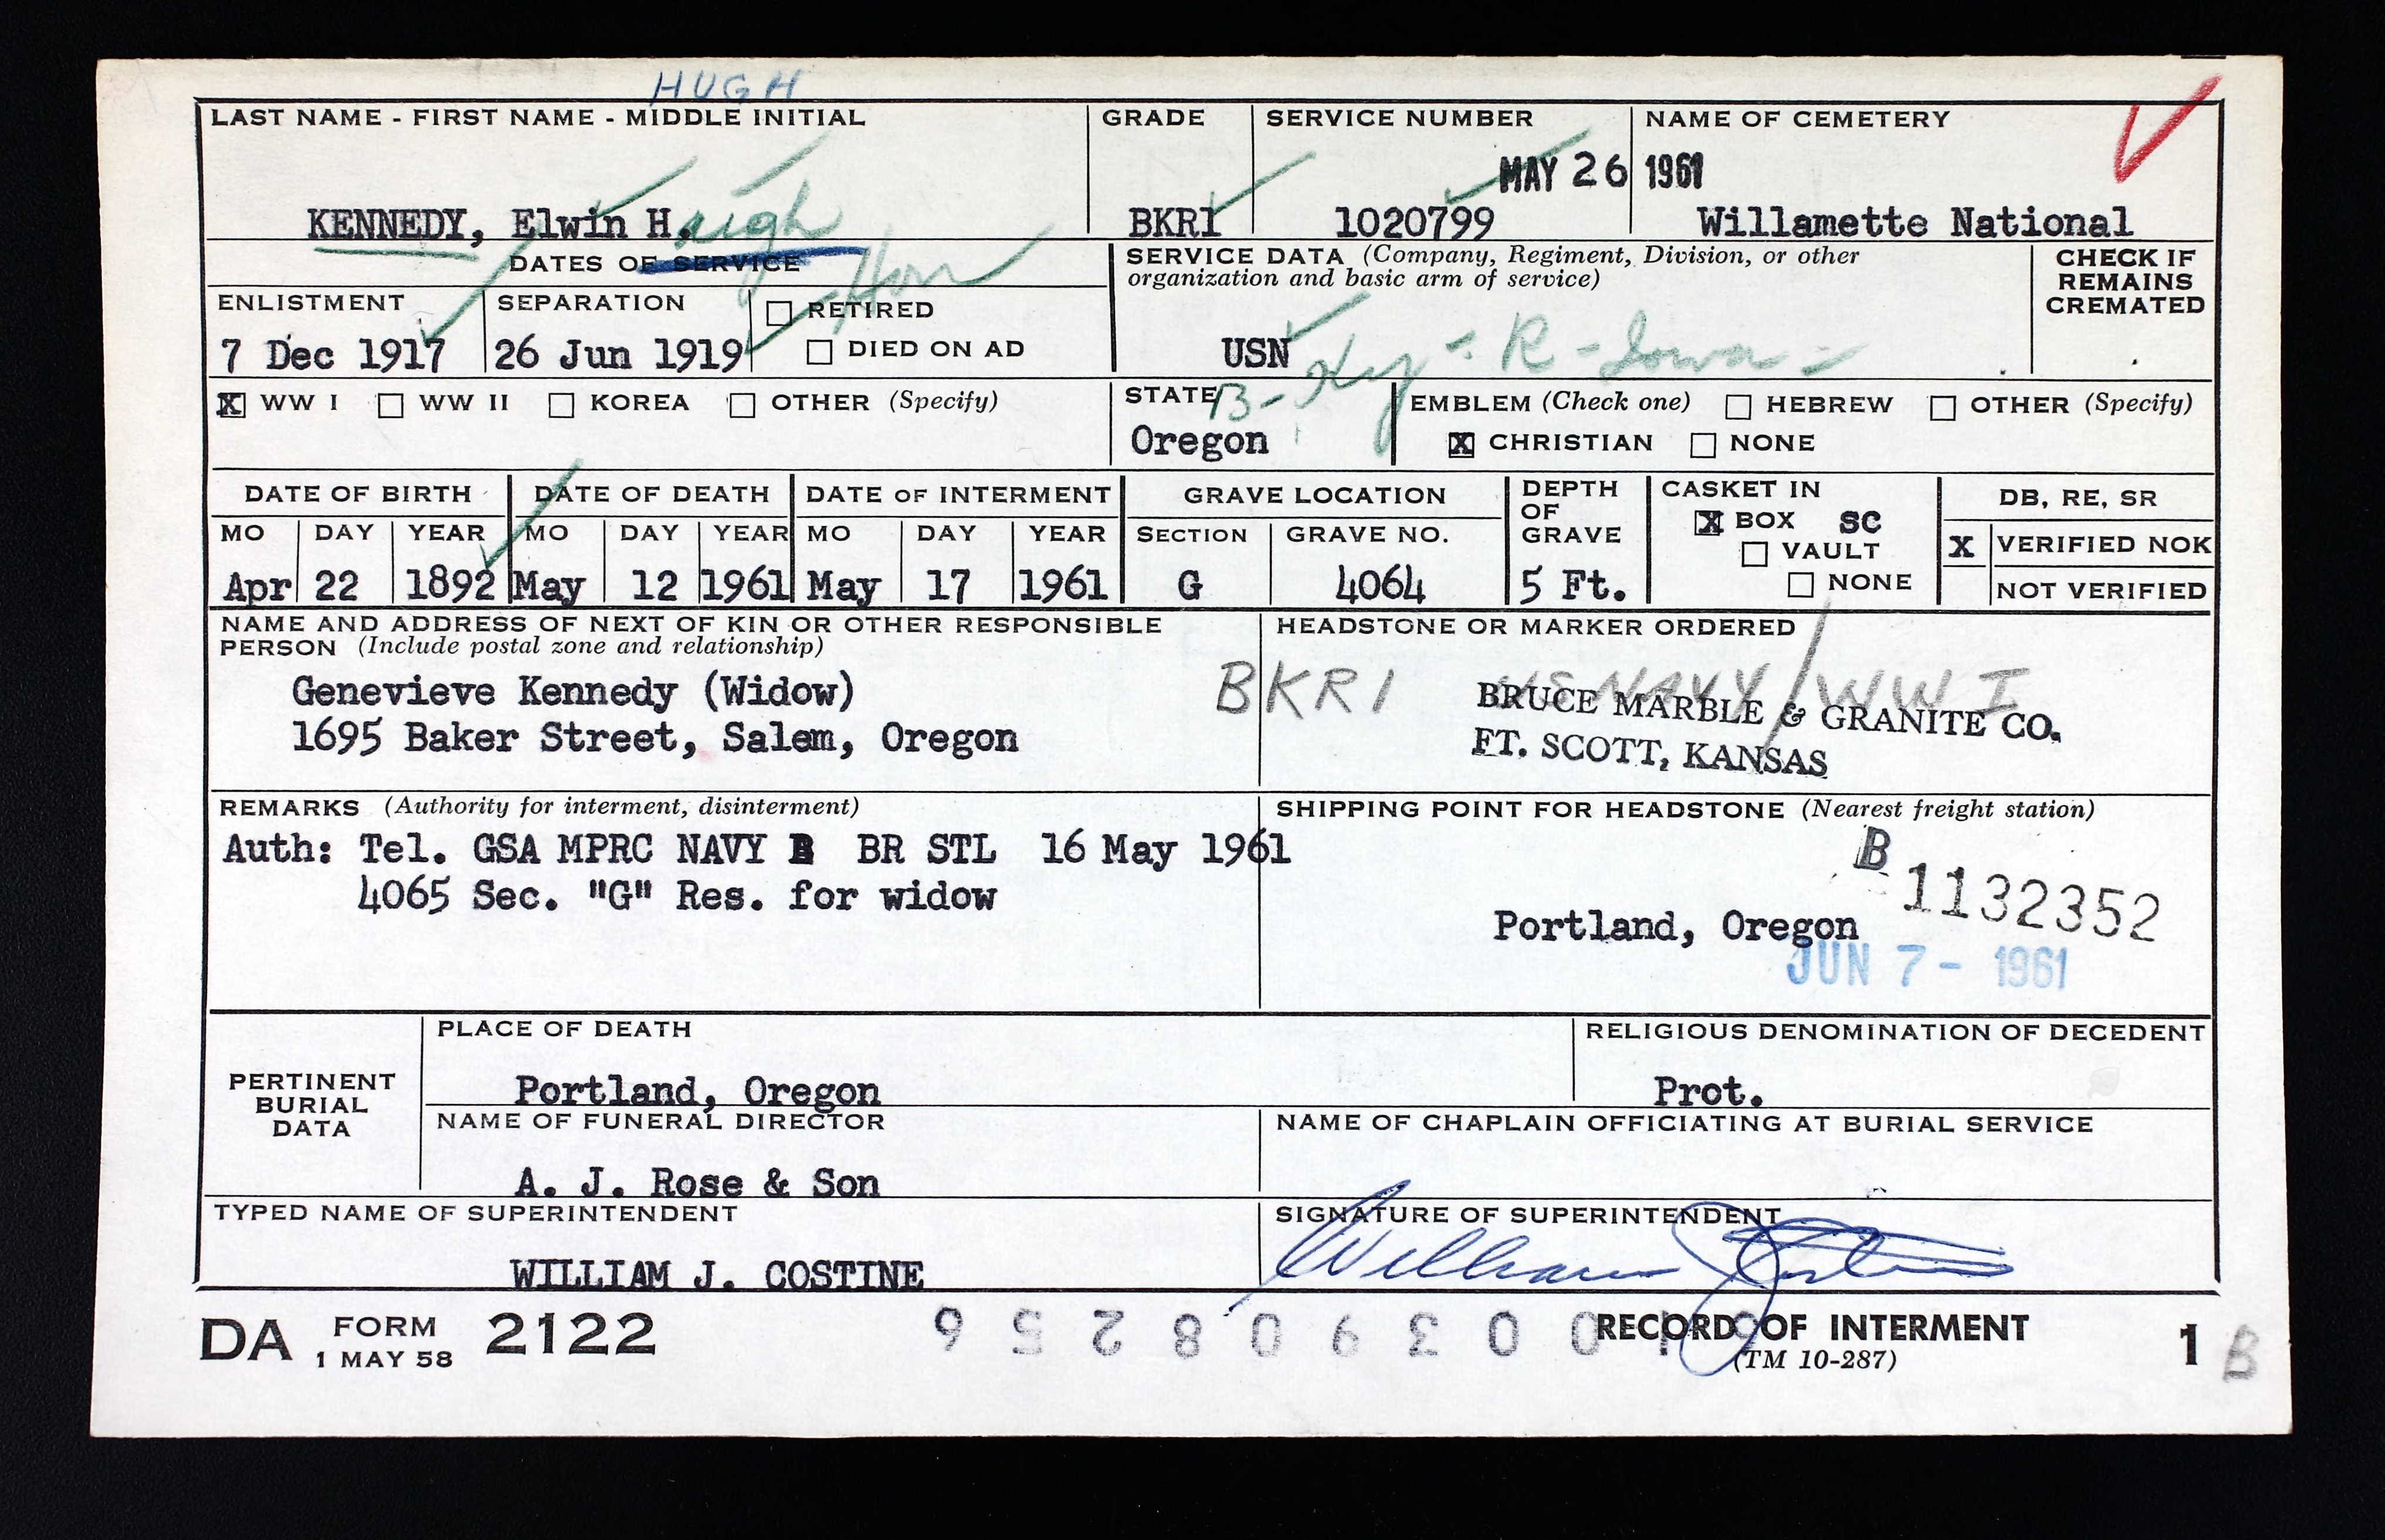 HUGH
LAST NAME - FIRST NAME - MIDDLE INITIAL
GRADE
SERVICE NUMBER
NAME OF CEMETERY
MAY 26 1961
KENNEDY, Elwin H. ugh
BKR1
1020799
Willamette National
DATES OF SERVICE
Hon
SERVICE DATA (Company, Regiment, Division, or other
organization and basic arm of service)
CHECK IF
REMAINS
CREMATED
ENLISTMENT
SEPARATION
RETIRED
7 Dec 1917
26 Jun 1919
DIED ON AD
USN
B - Ky - R - Iowa -
X WW I
WW II
KOREA
OTHER (Specify)
STATE
Oregon
EMBLEM (Check one)
HEBREW
OTHER (Specify)
X CHRISTIAN
NONE
DATE OF BIRTH
DATE OF DEATH
DATE OF INTERMENT
GRAVE LOCATION
DEPTH
OF
GRAVE
CASKET IN
X BOX SC
VAULT
NONE
DB, RE, SR
MO DAY YEAR MO DAY YEAR MO DAY YEAR SECTION GRAVE NO.
X VERIFIED NOK
NOT VERIFIED
Apr 22 1892 May 12 1961 May 17 1961 G 4064 5 Ft.
NAME AND ADDRESS OF NEXT OF KIN OR OTHER RESPONSIBLE
PERSON (Include postal zone and relationship)
Genevieve Kennedy (Widow)
1695 Baker Street, Salem, Oregon
HEADSTONE OR MARKER ORDERED
BKR1 US NAVY / WW I
BRUCE MARBLE & GRANITE CO.
FT. SCOTT, KANSAS
REMARKS (Authority for interment, disinterment)
Auth: Tel. GSA MPRC NAVY BR STL 16 May 1961
4065 Sec. "G" Res. for widow
SHIPPING POINT FOR HEADSTONE (Nearest freight station)
B
1132352
Portland, Oregon
JUN 7 - 1961
PERTINENT
BURIAL
DATA
PLACE OF DEATH
Portland, Oregon
RELIGIOUS DENOMINATION OF DECEDENT
Prot.
NAME OF FUNERAL DIRECTOR
A. J. Rose & Son
NAME OF CHAPLAIN OFFICIATING AT BURIAL SERVICE
TYPED NAME OF SUPERINTENDENT
WILLIAM J. COSTINE
SIGNATURE OF SUPERINTENDENT
William J Costine
DA FORM 2122
1 MAY 58
RECORD OF INTERMENT
(TM 10-287)
1 B